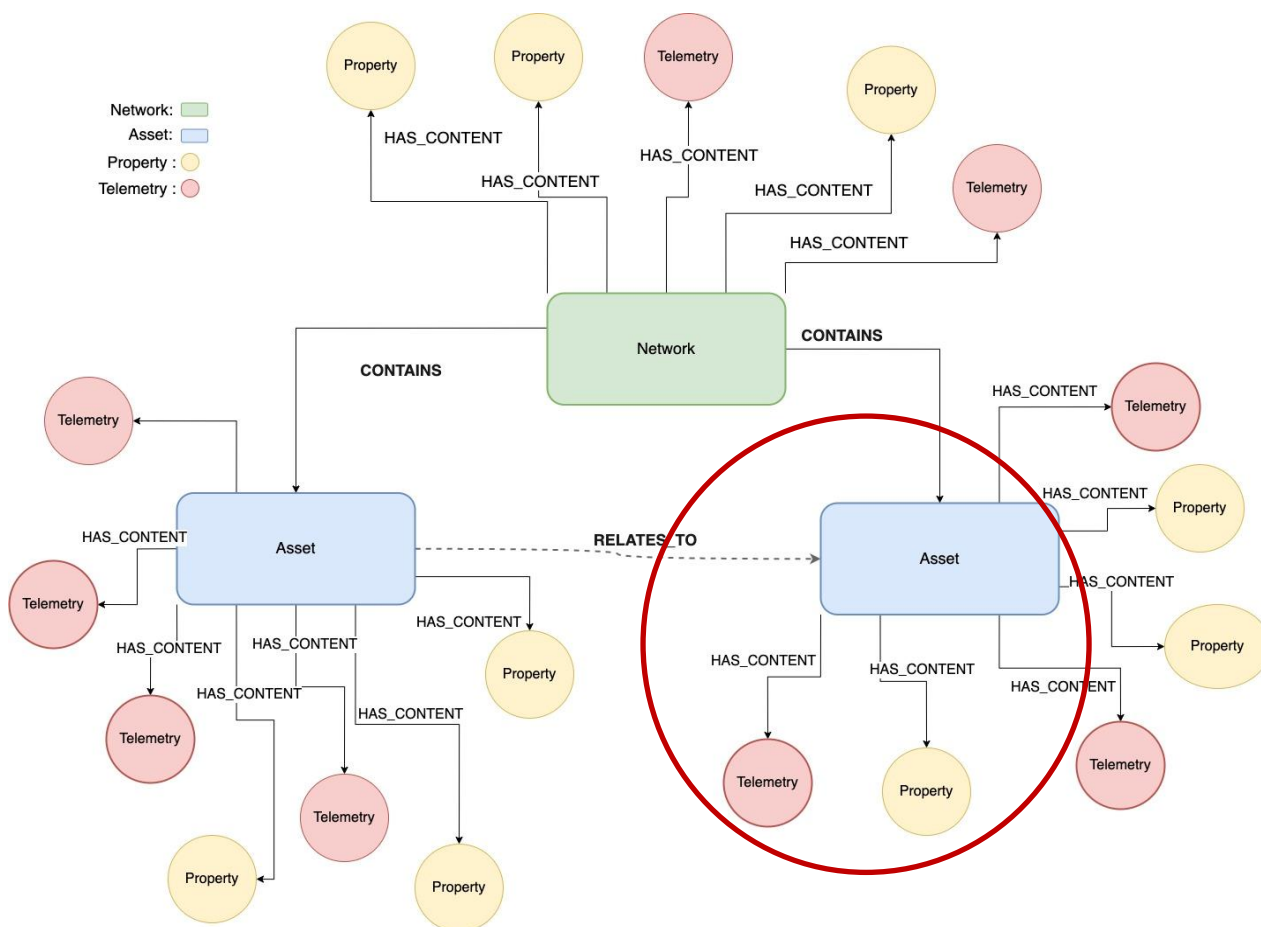 Property
Property
Telemetry
Property
Network:
Asset:
Property :
Telemetry :
HAS_CONTENT
HAS_CONTENT
HAS_CONTENT
HAS_CONTENT
Telemetry
HAS_CONTENT
Network
CONTAINS
CONTAINS
Telemetry
HAS_CONTENT
Telemetry
HAS_CONTENT
Property
HAS_CONTENT
Asset
RELATES_TO
Asset
HAS_CONTENT
Property
Telemetry
HAS_CONTENT
HAS_CONTENT
HAS_CONTENT
Property
HAS_CONTENT
HAS_CONTENT
HAS_CONTENT
HAS_CONTENT
HAS_CONTENT
Telemetry
Telemetry
Property
Telemetry
Telemetry
Property
Property